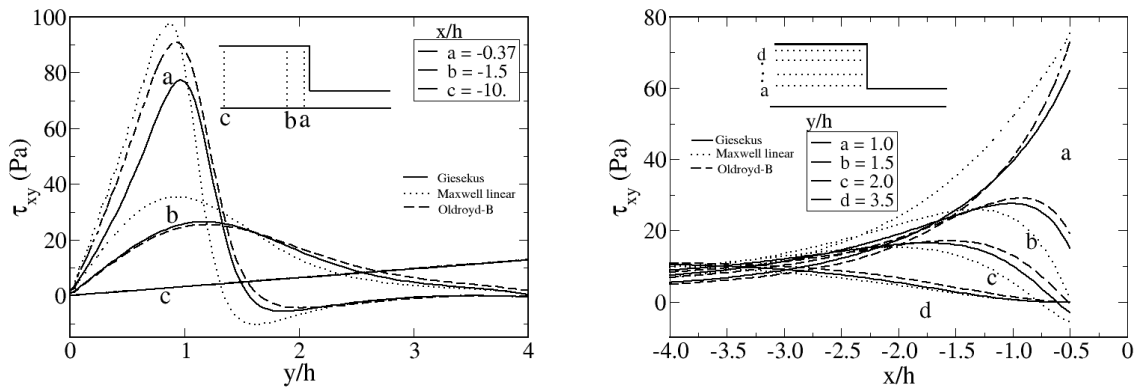 100
80
60
40
20
0
τxy (Pa)
0 1 2 3 4
y/h
x/h
a = -0.37
b = -1.5
c = -10.
a
b
c
c b a
Giesekus
Maxwell linear
Oldroyd-B
80
60
40
20
0
τxy (Pa)
-4.0 -3.5 -3.0 -2.5 -2.0 -1.5 -1.0 -0.5 0
x/h
d
a
y/h
a = 1.0
b = 1.5
c = 2.0
d = 3.5
Giesekus
Maxwell linear
Oldroyd-B
a
b
c
d